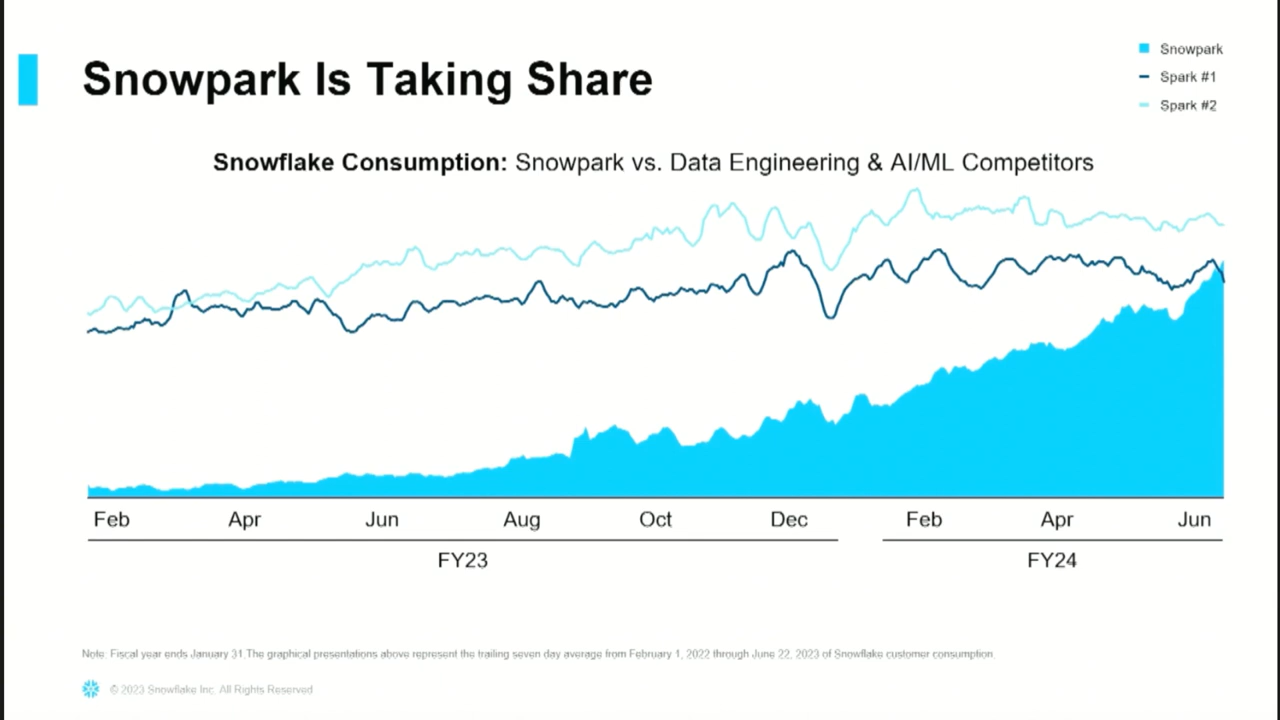 Snowpark Is Taking Share
Snowpark
Spark #1
Spark #2
Snowflake Consumption: Snowpark vs. Data Engineering & AI/ML Competitors
Feb Apr Jun Aug Oct Dec Feb Apr Jun
FY23 FY24
Note: Fiscal year ends January 31.The graphical presentations above represent the trailing seven day average from February 1, 2022 through June 22, 2023 of Snowflake customer consumption.
© 2023 Snowflake Inc. All Rights Reserved